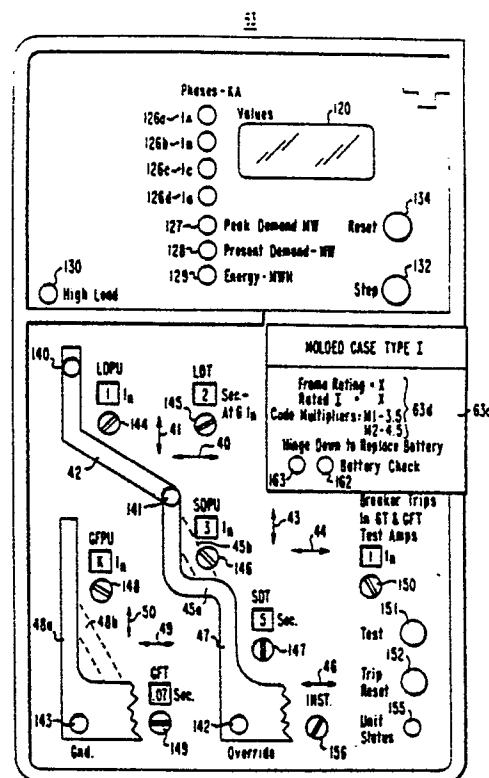 63
Phases-KA
126a IA
126b IB
126c IC
126d IG
Values
120
127 Peak Demand MW
128 Present Demand-MW
129 Energy-MWH
Reset
134
132
Step
130
High Load
140
LDPU
1 In
144
41
LDT
2 Sec.-
At 6 In
145
40
42
MOLDED CASE TYPE I
Frame Rating = X
Rated I = X
Code Multipliers: M1-3.5
M2-4.5
63d
63c
Hinge Down to Replace Battery
163 162 Battery Check
141
SDPU
3 In
45b
146
43
44
Breaker Trips
In GT & GFT
Test Amps
1 In
150
GFPU
K In
148
48a
48b
50
49
45a
47
SDT
5 Sec.
147
151
Test
152
Trip
Reset
GFT
.07 Sec.
149
46
INST.
156
155
Unit
Status
143
Gnd.
142
Override